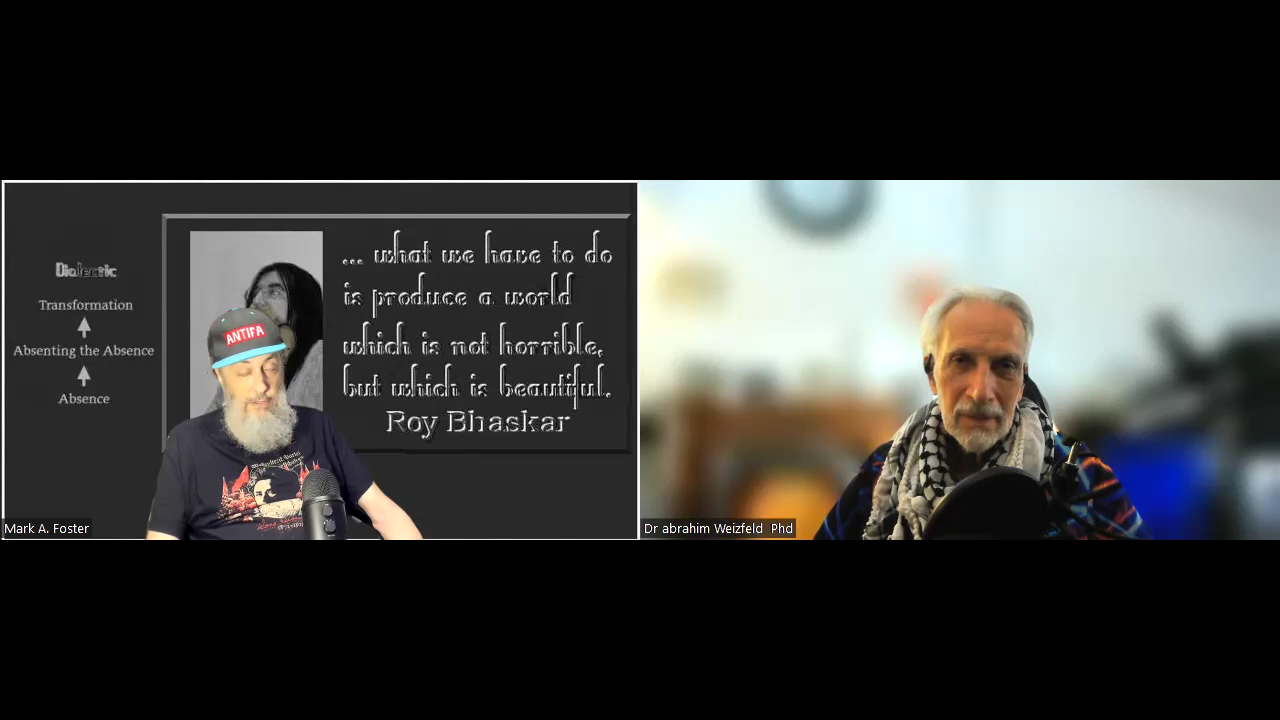 Dialectic
Transformation
Absenting the Absence
Absence
... what we have to do
is produce a world
which is not horrible,
but which is beautiful.
Roy Bhaskar
ANTIFA
Mark A. Foster
Dr abrahim Weizfeld Phd